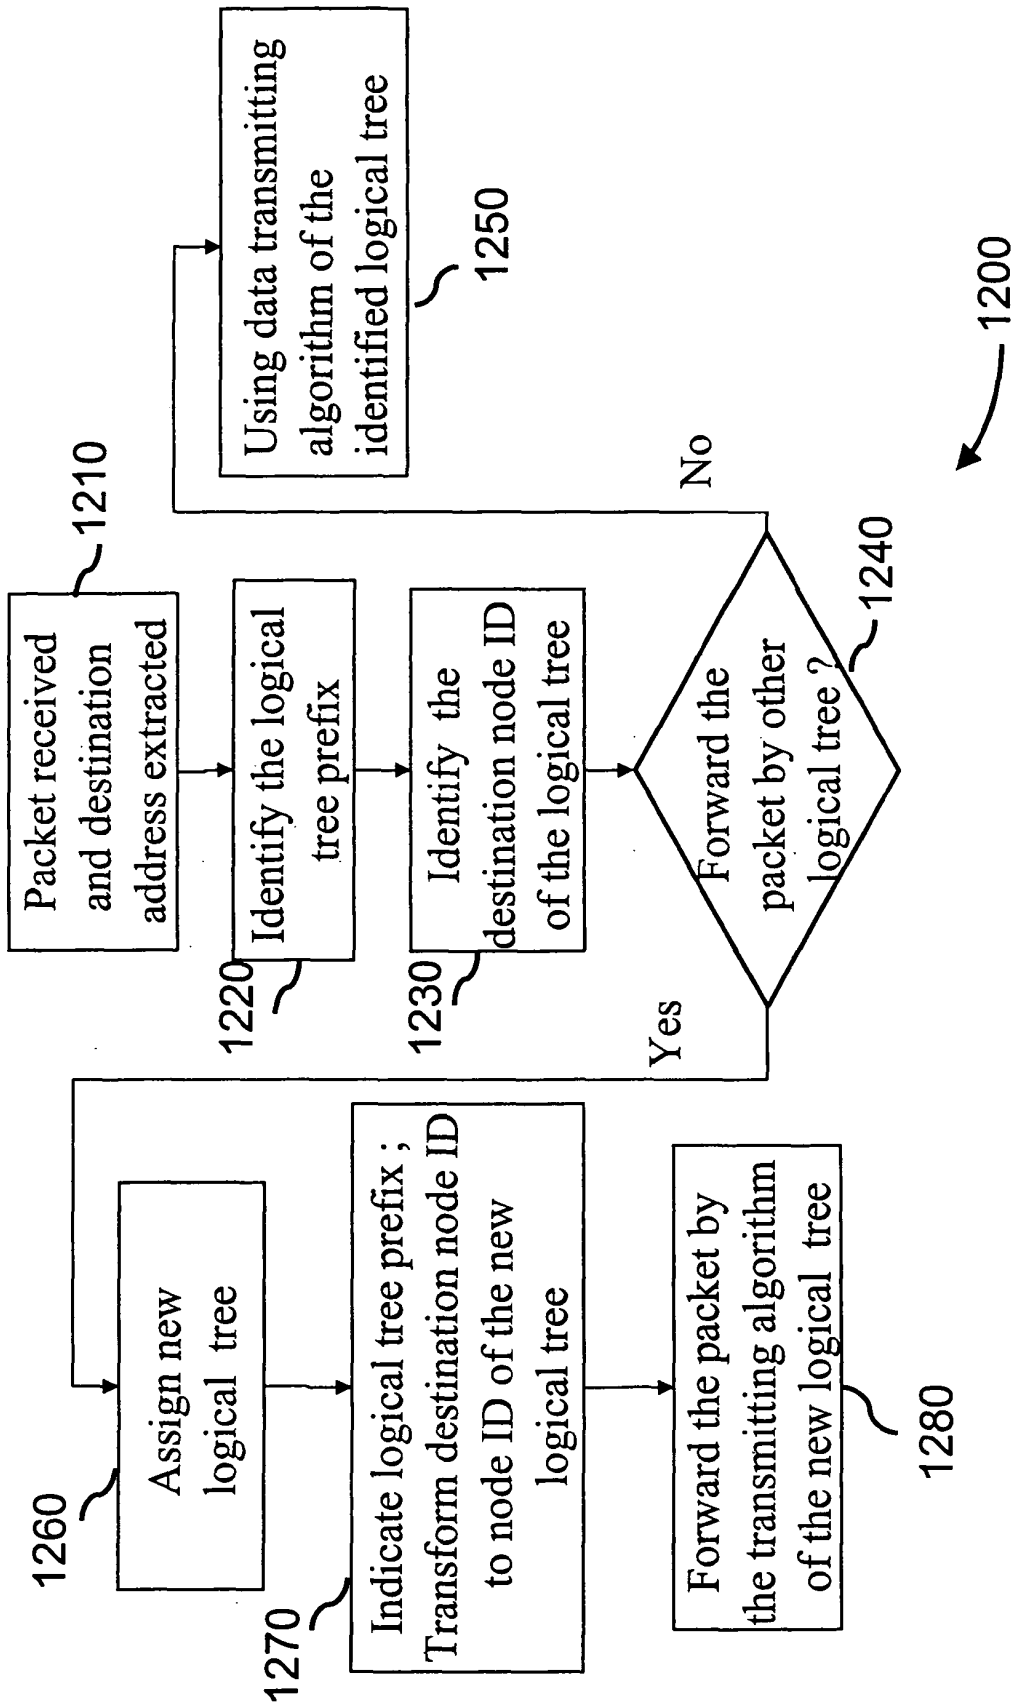 Packet received
and destination
address extracted
1210
Identify the logical
tree prefix
1220
Identify the
destination node ID
of the logical tree
1230
Forward the
packet by other
logical tree ?
1240
Yes
No
Using data transmitting
algorithm of the
identified logical tree
1250
Assign new
logical tree
1260
Indicate logical tree prefix ;
Transform destination node ID
to node ID of the new
logical tree
1270
Forward the packet by
the transmitting algorithm
of the new logical tree
1280
1200